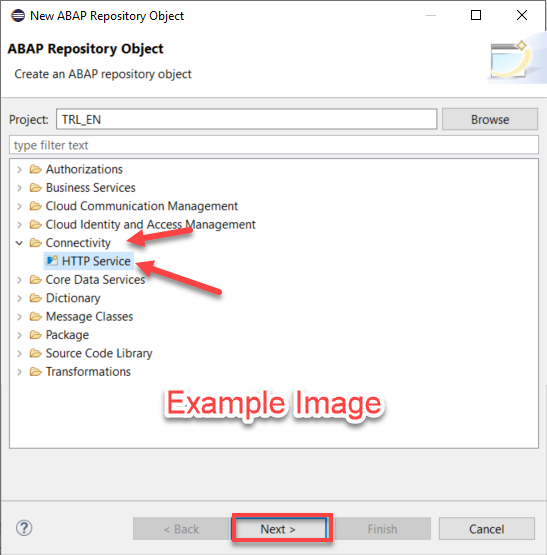 New ABAP Repository Object
ABAP Repository Object
Create an ABAP repository object
Project: TRL_EN Browse
type filter text
Authorizations
Business Services
Cloud Communication Management
Cloud Identity and Access Management
Connectivity
HTTP Service
Core Data Services
Dictionary
Message Classes
Package
Source Code Library
Transformations
Example Image
< Back Next > Finish Cancel